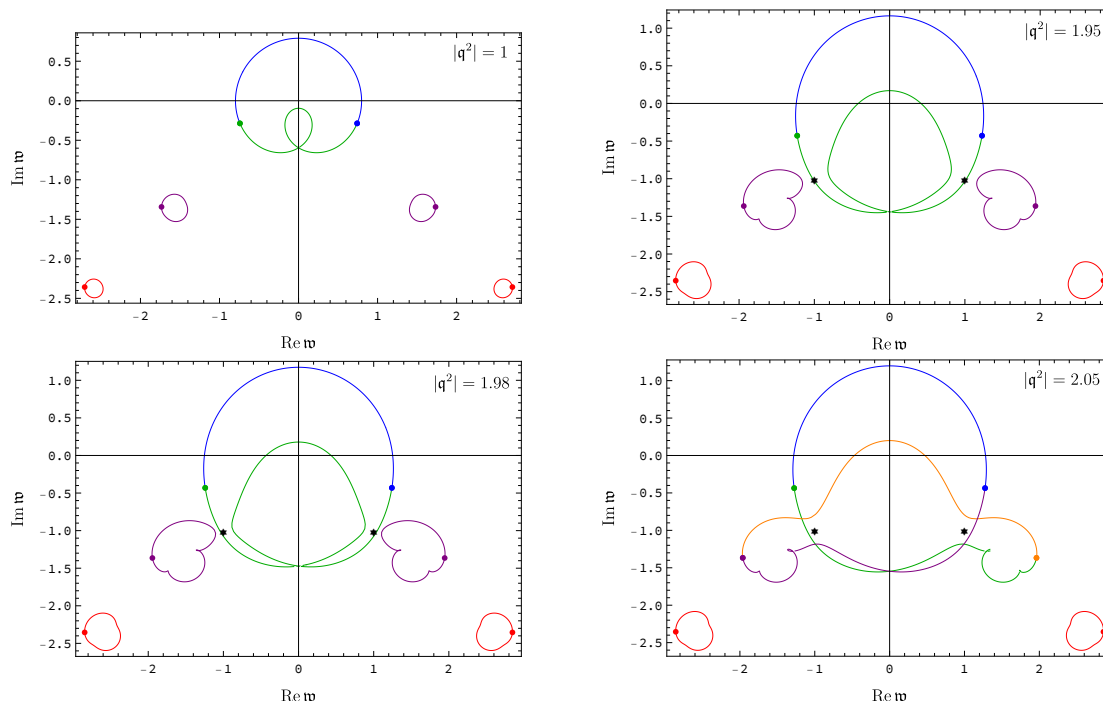 |𝔮²| = 1
0.5
0.0
−0.5
−1.0
−1.5
−2.0
−2.5
Im 𝔴
−2 −1 0 1 2
Re 𝔴
|𝔮²| = 1.95
1.0
0.5
0.0
−0.5
−1.0
−1.5
−2.0
−2.5
Im 𝔴
−2 −1 0 1 2
Re 𝔴
|𝔮²| = 1.98
1.0
0.5
0.0
−0.5
−1.0
−1.5
−2.0
−2.5
Im 𝔴
−2 −1 0 1 2
Re 𝔴
|𝔮²| = 2.05
1.0
0.5
0.0
−0.5
−1.0
−1.5
−2.0
−2.5
Im 𝔴
−2 −1 0 1 2
Re 𝔴